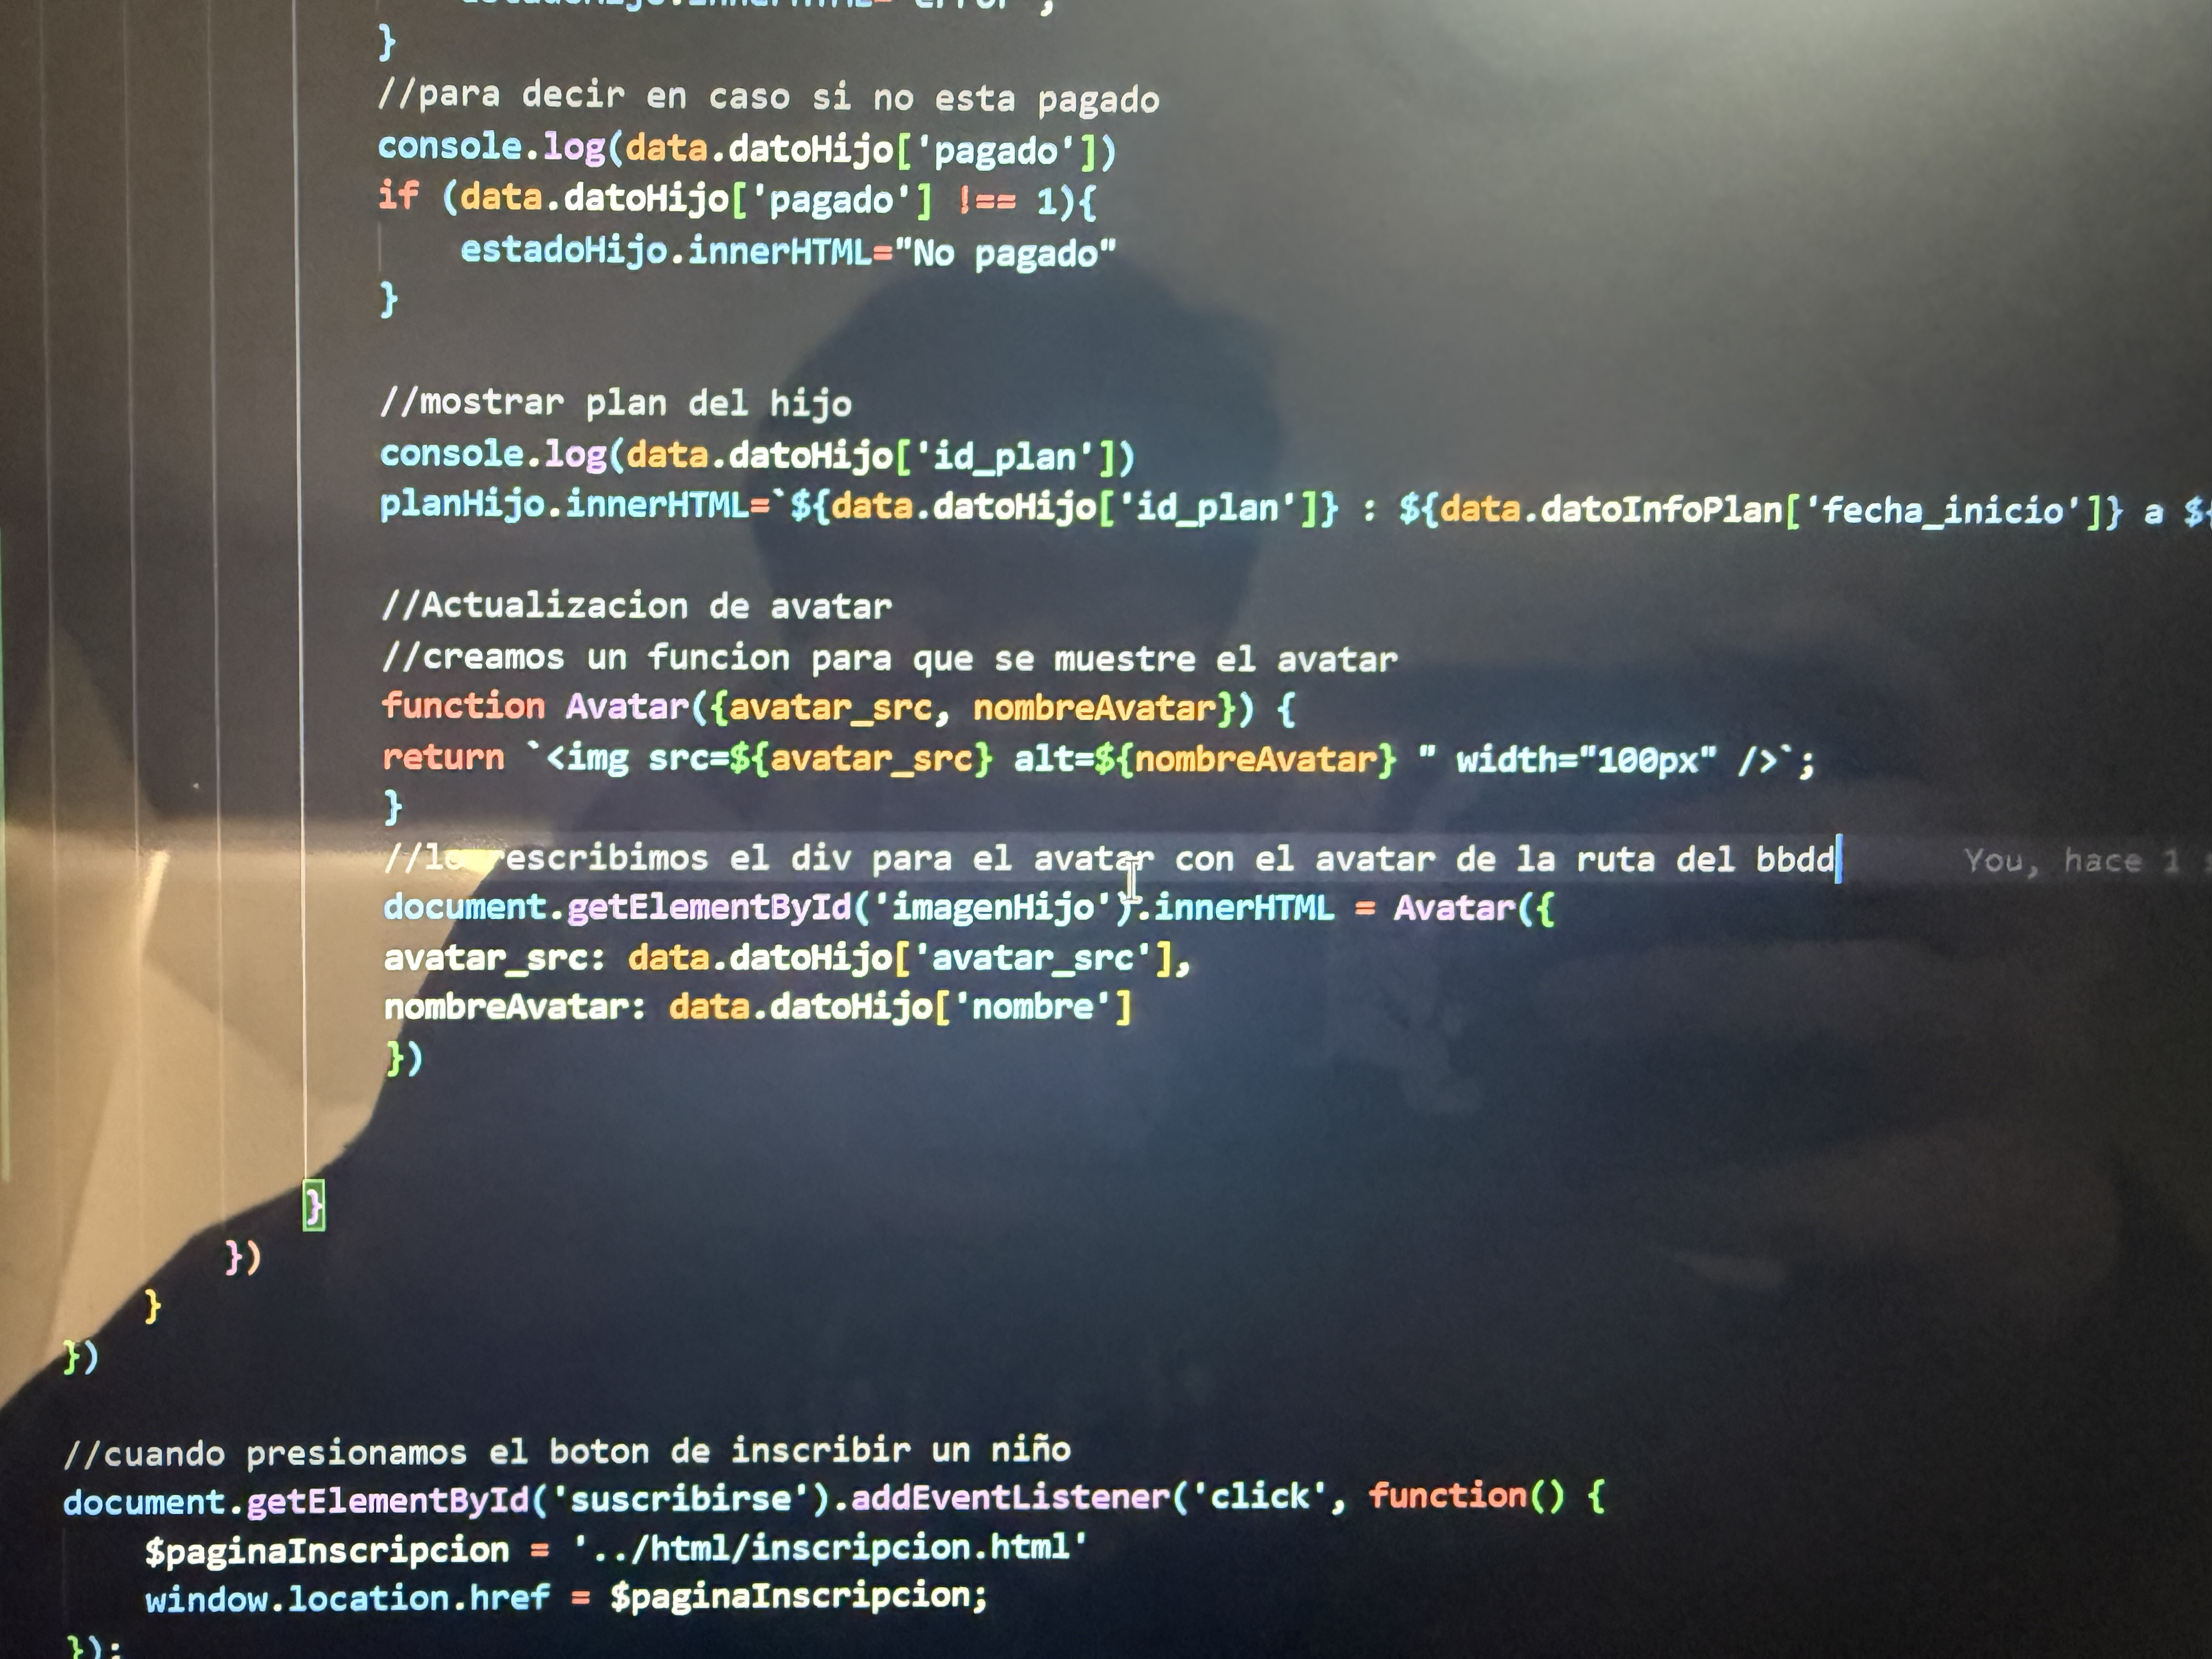 }
//para decir en caso si no esta pagado
console.log(data.datoHijo['pagado'])
if (data.datoHijo['pagado'] !== 1){
estadoHijo.innerHTML="No pagado"
}
//mostrar plan del hijo
console.log(data.datoHijo['id_plan'])
planHijo.innerHTML=`${data.datoHijo['id_plan']} : ${data.datoInfoPlan['fecha_inicio']} a ${
//Actualizacion de avatar
//creamos un funcion para que se muestre el avatar
function Avatar({avatar_src, nombreAvatar}) {
return `<img src=${avatar_src} alt=${nombreAvatar} " width="100px" />`;
}
escribimos el div para el avatar con el avatar de la ruta del bbdd You, hace 1
document.getElementById('imagenHijo').innerHTML = Avatar({
avatar_src: data.datoHijo['avatar_src'],
nombreAvatar: data.datoHijo['nombre']
})
}
})
}
})
//cuando presionamos el boton de inscribir un niño
document.getElementById('suscribirse').addEventListener('click', function() {
$paginaInscripcion = '../html/inscripcion.html'
window.location.href = $paginaInscripcion;
});